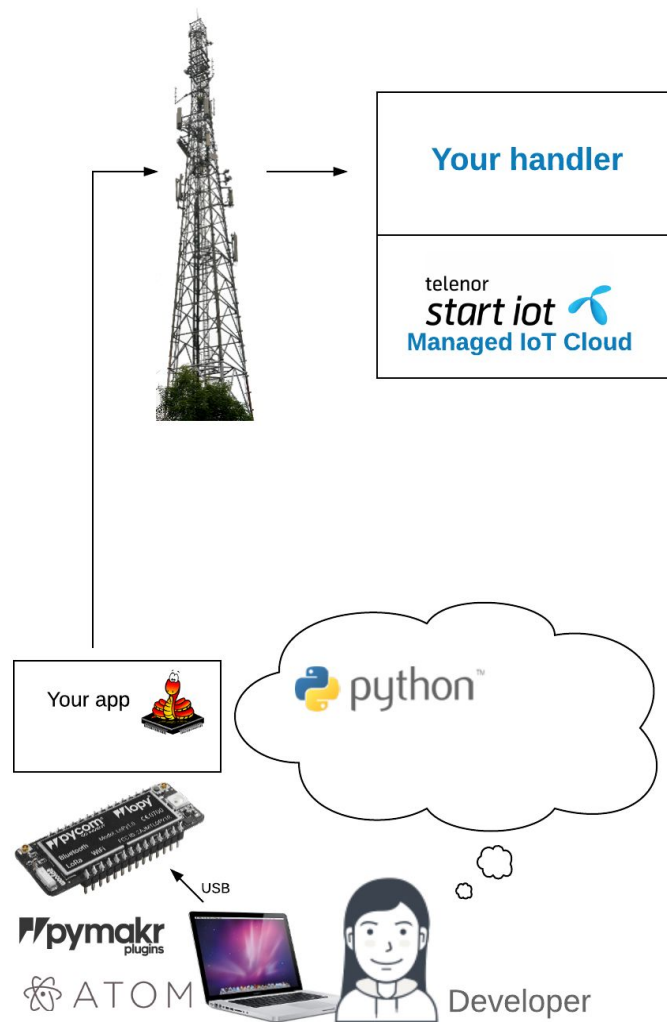 Your handler
telenor
start iot
Managed IoT Cloud
Your app
python™
pycom
lopy
Bluetooth
LoRa
WiFi
USB
pymakr
plugins
ATOM
Developer